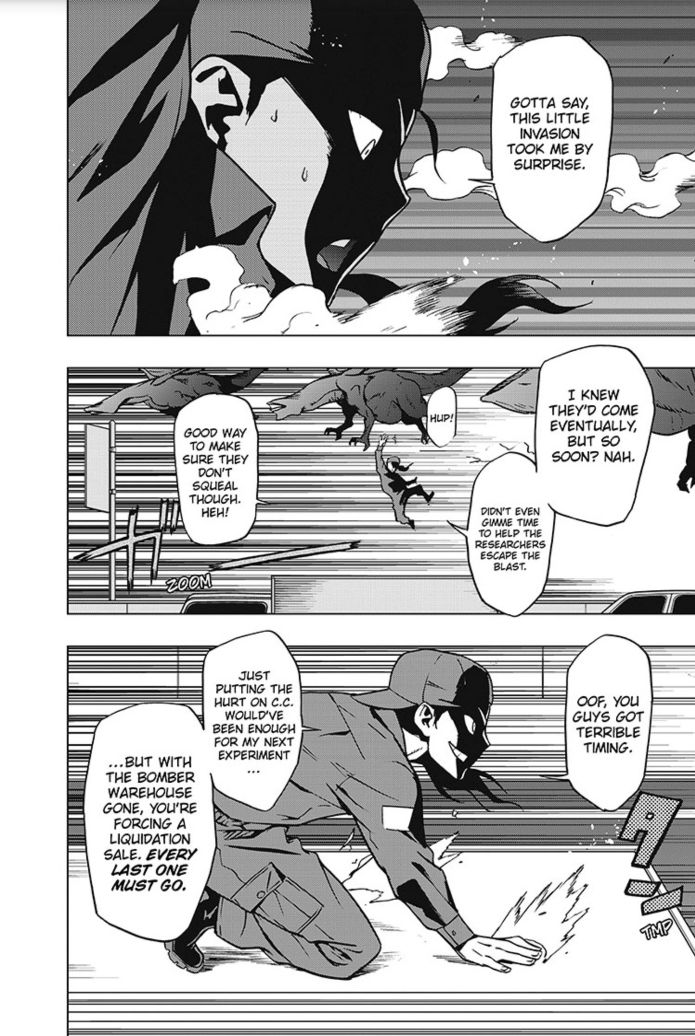 GOTTA SAY,
THIS LITTLE
INVASION
TOOK ME BY
SURPRISE.
I KNEW
THEY'D COME
EVENTUALLY,
BUT SO
SOON? NAH.
DIDN'T EVEN
GIMME TIME
TO HELP THE
RESEARCHERS
ESCAPE THE
BLAST.
HUP!
GOOD WAY
TO MAKE
SURE THEY
DON'T
SQUEAL
THOUGH.
HEH!
ZOOM
OOF, YOU
GUYS GOT
TERRIBLE
TIMING.
タン
TMP
JUST
PUTTING THE
HURT ON C.C.
WOULD'VE
BEEN ENOUGH
FOR MY NEXT
EXPERIMENT
...
...BUT WITH
THE BOMBER
WAREHOUSE
GONE, YOU'RE
FORCING A
LIQUIDATION
SALE. EVERY
LAST ONE
MUST GO.